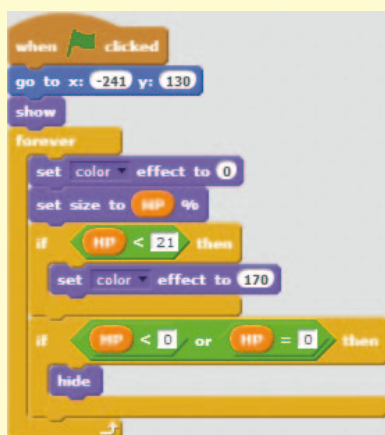 when clicked
go to x: -241 y: 130
show
forever
set color effect to 0
set size to HP %
if HP < 21 then
set color effect to 170
if HP < 0 or HP = 0 then
hide